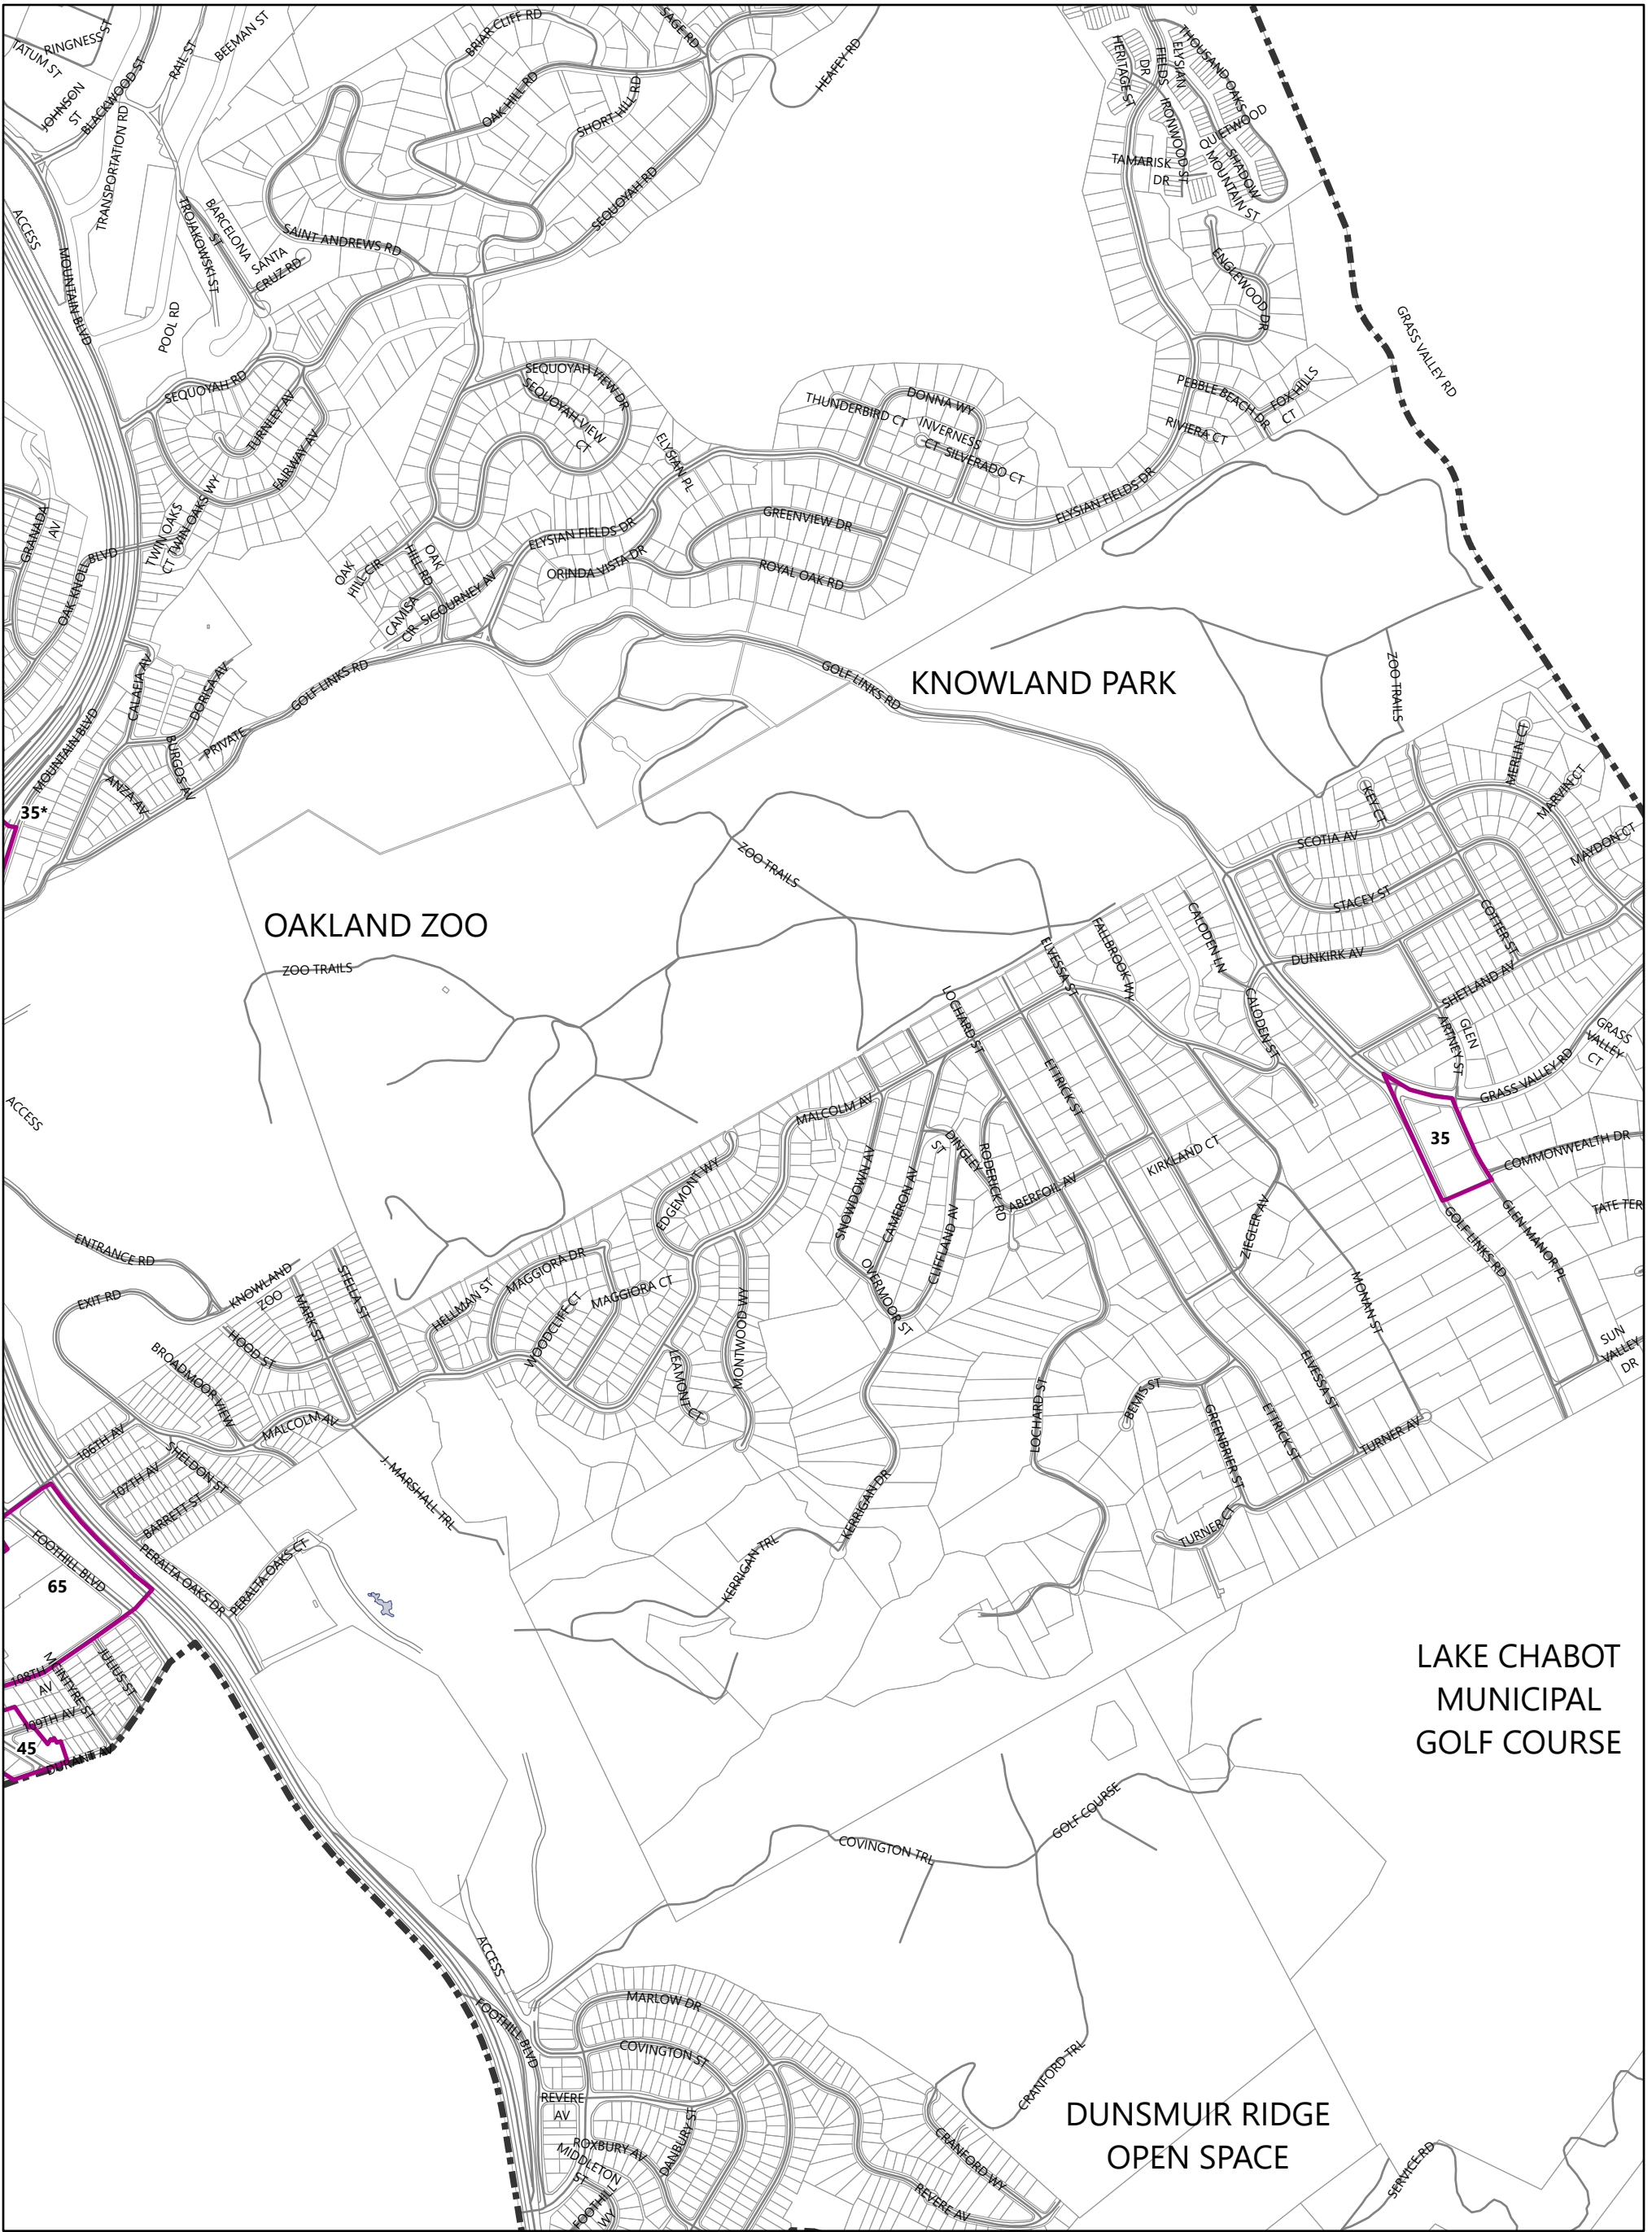 TATUM ST
RINGNESS ST
BEEMAN ST
RAIL ST
BLACKWOOD ST
JOHNSON
ST
TRANSPORTATION RD
BRIAR CLIFF RD
SAGE RD
HEAFEY RD
OAK HILL RD
SHORT HILL RD
SEQUOYAH RD
HERITAGE ST
ELYSIAN
FIELDS
DR
THOUSAND OAKS
IRONWOOD ST
QUIETWOOD
TAMARISK
DR
SHADOW
MOUNTAIN ST
ACCESS
MOUNTAIN BLVD
TROJAKOWSKI ST
BARCELONA
ST
SANTA
CRUZ RD
SAINT ANDREWS RD
POOL RD
ENGLEWOOD DR
GRASS VALLEY RD
SEQUOYAH RD
TURNLEY AV
FAIRWAY AV
SEQUOYAH VIEW DR
SEQUOYAH VIEW
CT
ELYSIAN PL
THUNDERBIRD CT
DONNA WY
INVERNESS
CT
SILVERADO CT
PEBBLE BEACH DR
FOX HILLS
CT
RIVIERA CT
ELYSIAN FIELDS DR
GRANADA
AV
OAK KNOLL BLVD
TWIN OAKS
CT
TWIN OAKS WY
OAK
HILL CIR
OAK
HILL RD
CAMISA
CIR
SIGOURNEY AV
ELYSIAN FIELDS DR
ORINDA VISTA DR
GREENVIEW DR
ROYAL OAK RD
CALAFIA AV
DORISA AV
GOLF LINKS RD
GOLF LINKS RD
KNOWLAND PARK
ZOO TRAILS
MOUNTAIN BLVD
BURGOS AV
PRIVATE
ANZA AV
35*
MERLIN CT
MARVIN CT
KEY CT
SCOTIA AV
MAYDON CT
ZOO TRAILS
OAKLAND ZOO
ZOO TRAILS
STACEY ST
COTTER ST
DUNKIRK AV
SHETLAND AV
CALODEN LN
FALLBROOK WY
ELVESSA ST
LOCHARD ST
CALODEN ST
GLEN
ARTNEY ST
GRASS
VALLEY
CT
GRASS VALLEY RD
ETTRICK ST
MALCOLM AV
ACCESS
35
COMMONWEALTH DR
KIRKLAND CT
DINGLEY
ST
RODERICK RD
ABERFOIL AV
SNOWDOWN AV
CAMERON AV
CLIFFLAND AV
EDGEMONT WY
TATE TER
GLEN MANOR PL
GOLF LINKS RD
ZIEGLER AV
ENTRANCE RD
EXIT RD
KNOWLAND
ZOO
STELLA ST
MARK ST
HOOD ST
HELLMAN ST
MAGGIORA DR
MAGGIORA CT
WOODCLIFF CT
OVERMOOR ST
MONAN ST
MONTWOOD WY
LEAMONT CT
SUN
VALLEY
DR
BROADMOOR VIEW
MALCOLM AV
LOCHARD ST
BEMIS ST
GREENBRIER ST
ETTRICK ST
ELVESSA ST
TURNER AV
106TH AV
107TH AV
SHELDON ST
BARRETT ST
J. MARSHALL TRL
KERRIGAN DR
KERRIGAN TRL
TURNER CT
FOOTHILL BLVD
65
PERALTA OAKS DR
PERALTA OAKS CT
108TH
AV
MCINTYRE ST
JULIUS ST
109TH AV
45
DURANT AV
LAKE CHABOT
MUNICIPAL
GOLF COURSE
GOLF COURSE
COVINGTON TRL
ACCESS
FOOTHILL BLVD
MARLOW DR
COVINGTON ST
REVERE
AV
ROXBURY AV
MIDDLETON
ST
DANBURY ST
FOOTHILL
WY
CRANFORD TRL
CRANFORD WY
REVERE AV
DUNSMUIR RIDGE
OPEN SPACE
SERVICE RD